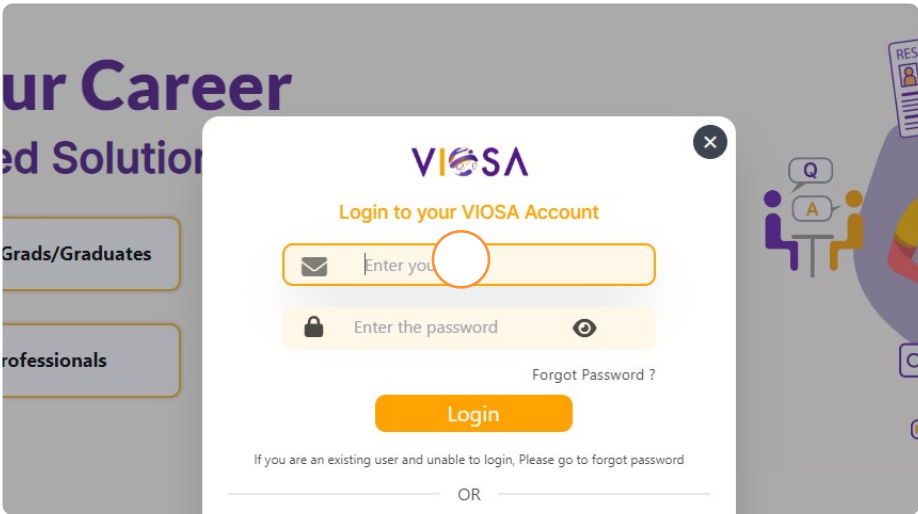 ur Career
ed Solution
Grads/Graduates
rofessionals
RES
Q
A
VIOSA
Login to your VIOSA Account
Enter you
Enter the password
Forgot Password ?
Login
If you are an existing user and unable to login, Please go to forgot password
OR